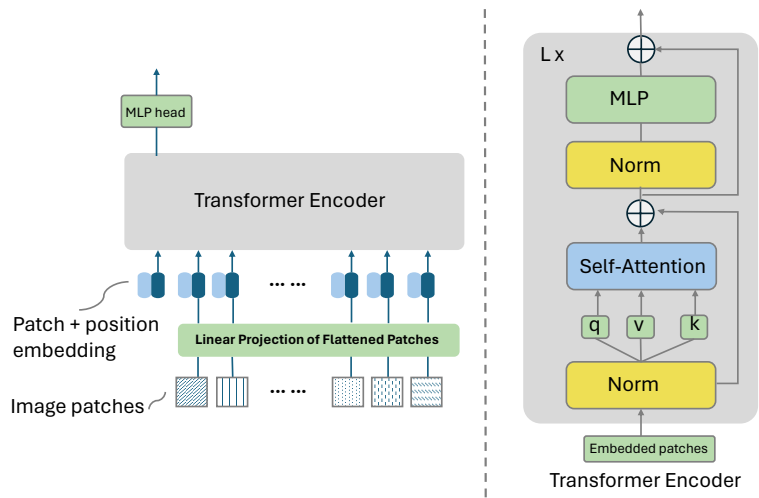 MLP head
Transformer Encoder
... ...
Patch + position
embedding
Linear Projection of Flattened Patches
Image patches
... ...
L x
MLP
Norm
Self-Attention
q v k
Norm
Embedded patches
Transformer Encoder